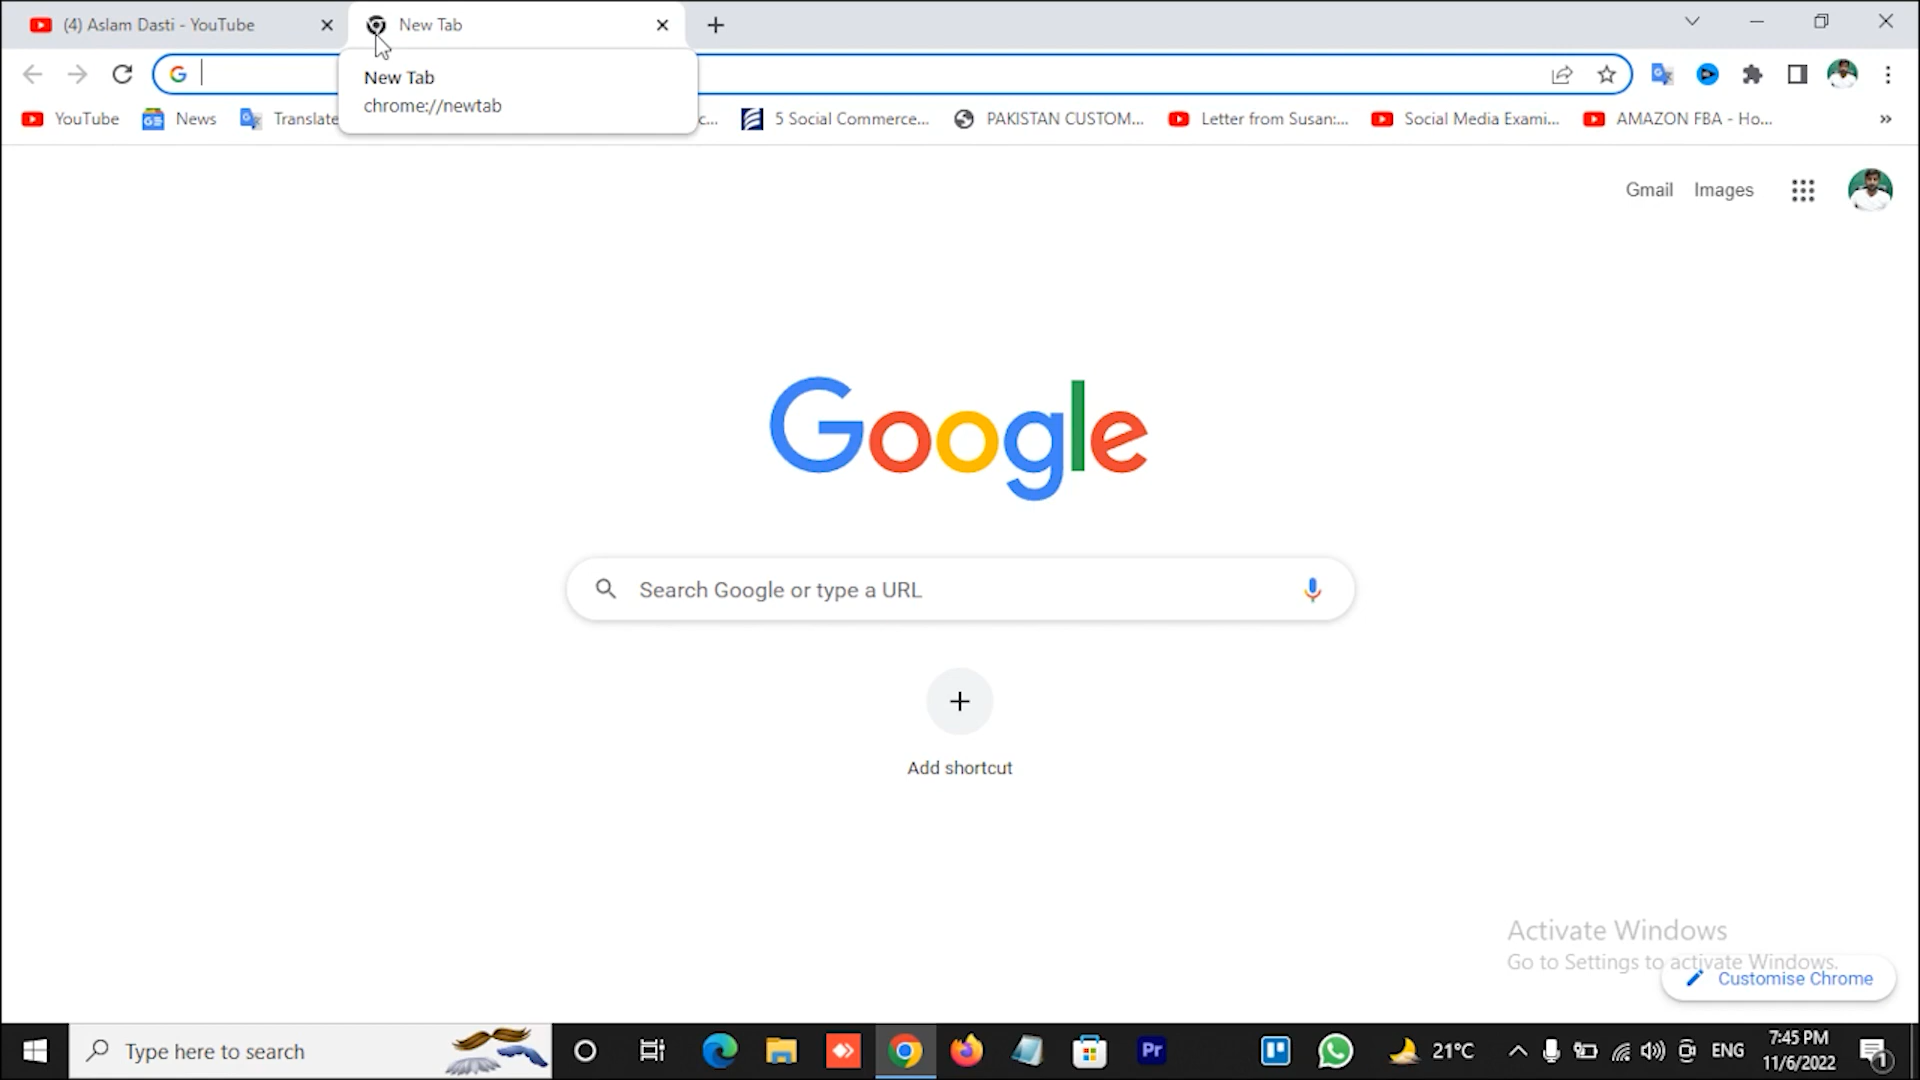 (4) Aslam Dasti - YouTube
New Tab
New Tab
chrome://newtab
YouTube
News
Translate
c...
5 Social Commerce...
PAKISTAN CUSTOM...
Letter from Susan:...
Social Media Exami...
AMAZON FBA - Ho...
»
Gmail
Images
Google
Search Google or type a URL
Add shortcut
Activate Windows
Go to Settings to activate Windows.
Customise Chrome
Type here to search
Pr
21°C
ENG
7:45 PM
11/6/2022
1